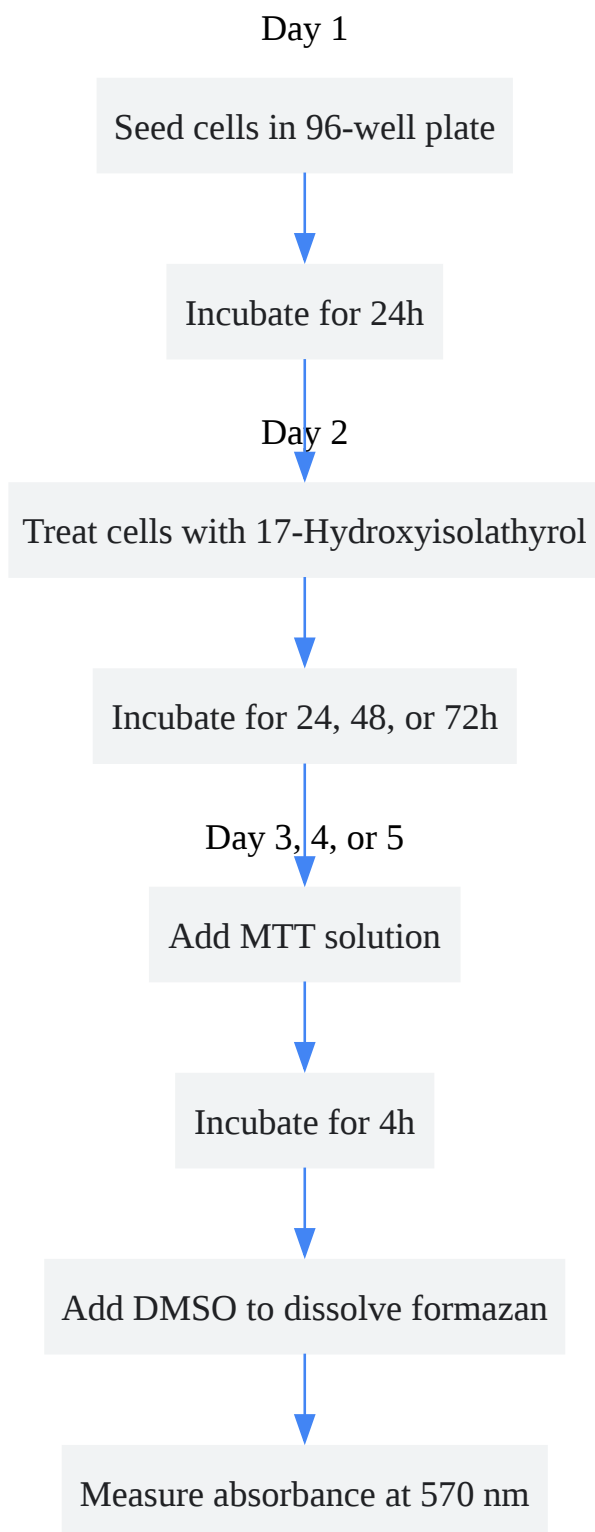 Day 1
Seed cells in 96-well plate
Incubate for 24h
Day 2
Treat cells with 17-Hydroxyisolathyrol
Incubate for 24, 48, or 72h
Day 3, 4, or 5
Add MTT solution
Incubate for 4h
Add DMSO to dissolve formazan
Measure absorbance at 570 nm